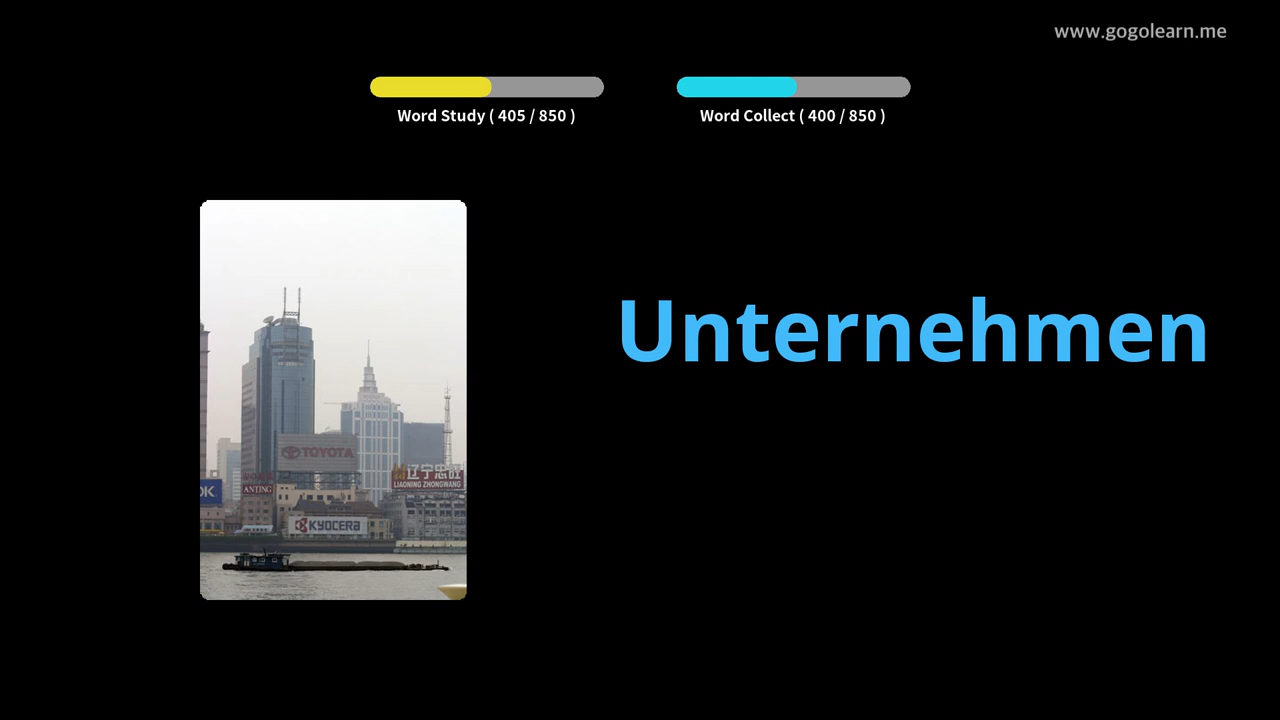 www.gogolearn.me
Word Study ( 405 / 850 )
Word Collect ( 400 / 850 )
Unternehmen
TOYOTA
辽宁忠旺
LIAONING ZHONGWANG
OK
ANTING
KYOCERA